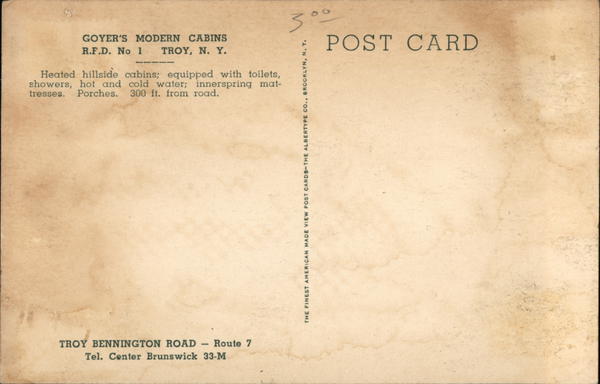 GOYER'S MODERN CABINS
R.F.D. No 1 TROY, N. Y.
Heated hillside cabins; equipped with toilets,
showers, hot and cold water; innerspring mat-
tresses. Porches. 300 ft. from road.
TROY BENNINGTON ROAD — Route 7
Tel. Center Brunswick 33-M
THE FINEST AMERICAN MADE VIEW POST CARDS—THE ALBERTYPE CO., BROOKLYN, N. Y.
3 00
POST CARD